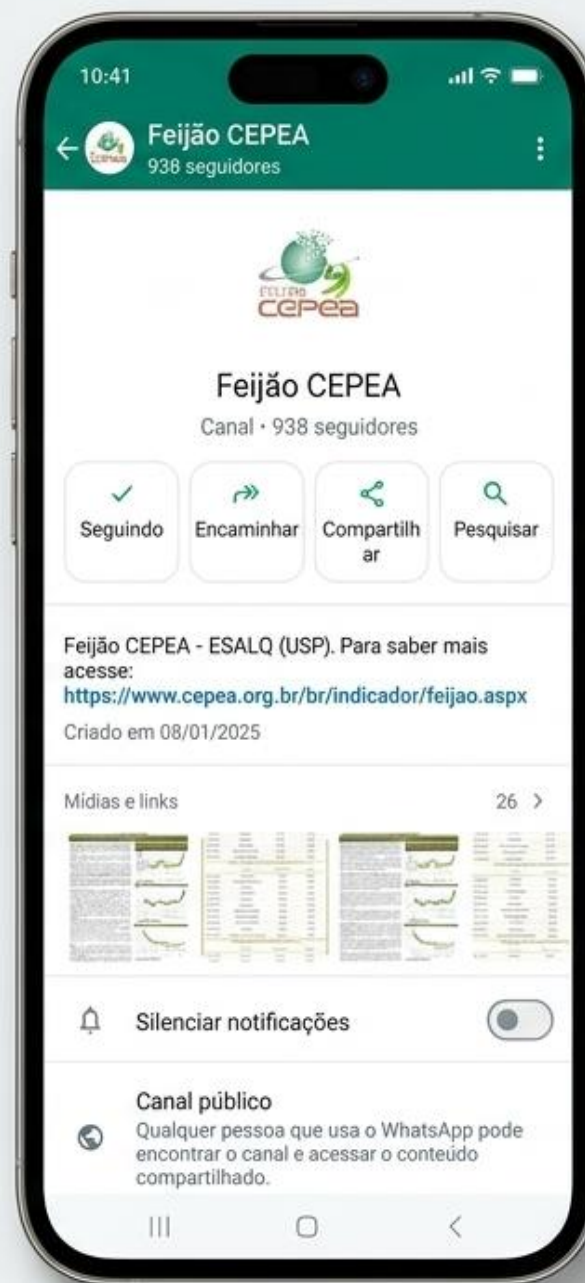 10:41
Feijão CEPEA
938 seguidores
cepea
Feijão CEPEA
Canal • 938 seguidores
Seguindo
Encaminhar
Compartilh
ar
Pesquisar
Feijão CEPEA - ESALQ (USP). Para saber mais
acesse:
https://www.cepea.org.br/br/indicador/feijao.aspx
Criado em 08/01/2025
Mídias e links
26
Silenciar notificações
Canal público
Qualquer pessoa que usa o WhatsApp pode
encontrar o canal e acessar o conteúdo
compartilhado.